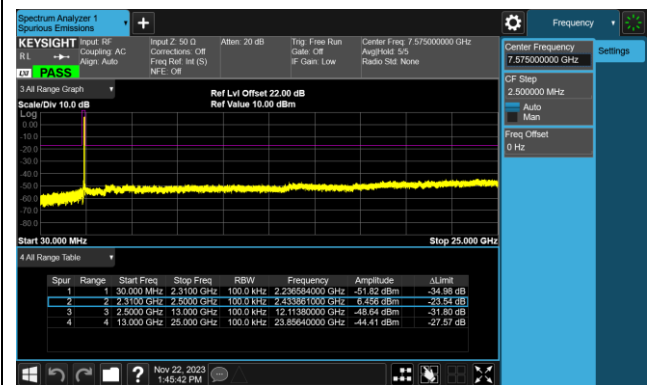 Spectrum Analyzer 1
Spurious Emissions
Frequency
KEYSIGHT
RL
Input: RF
Coupling: AC
Align: Auto
Input Z: 50 Ω
Corrections: Off
Freq Ref: Int (S)
NFE: Off
Atten: 20 dB
Trig: Free Run
Gate: Off
IF Gain: Low
Center Freq: 7.575000000 GHz
Avg|Hold: 5/5
Radio Std: None
LXI PASS
Center Frequency
7.575000000 GHz
Settings
CF Step
2.500000 MHz
Auto
Man
Freq Offset
0 Hz
3 All Range Graph
Scale/Div 10.0 dB
Ref Lvl Offset 22.00 dB
Ref Value 10.00 dBm
Log
0.00
-10.0
-20.0
-30.0
-40.0
-50.0
-60.0
-70.0
-80.0
Start 30.000 MHz
Stop 25.000 GHz
4 All Range Table
Spur Range Start Freq Stop Freq RBW Frequency Amplitude ΔLimit
1 1 30.000 MHz 2.3100 GHz 100.0 kHz 2.236584000 GHz -51.82 dBm -34.98 dB
2 2 2.3100 GHz 2.5000 GHz 100.0 kHz 2.433861000 GHz 6.456 dBm -23.54 dB
3 3 2.5000 GHz 13.000 GHz 100.0 kHz 12.11380000 GHz -48.64 dBm -31.80 dB
4 4 13.000 GHz 25.000 GHz 100.0 kHz 23.85640000 GHz -44.41 dBm -27.57 dB
Nov 22, 2023
1:45:42 PM